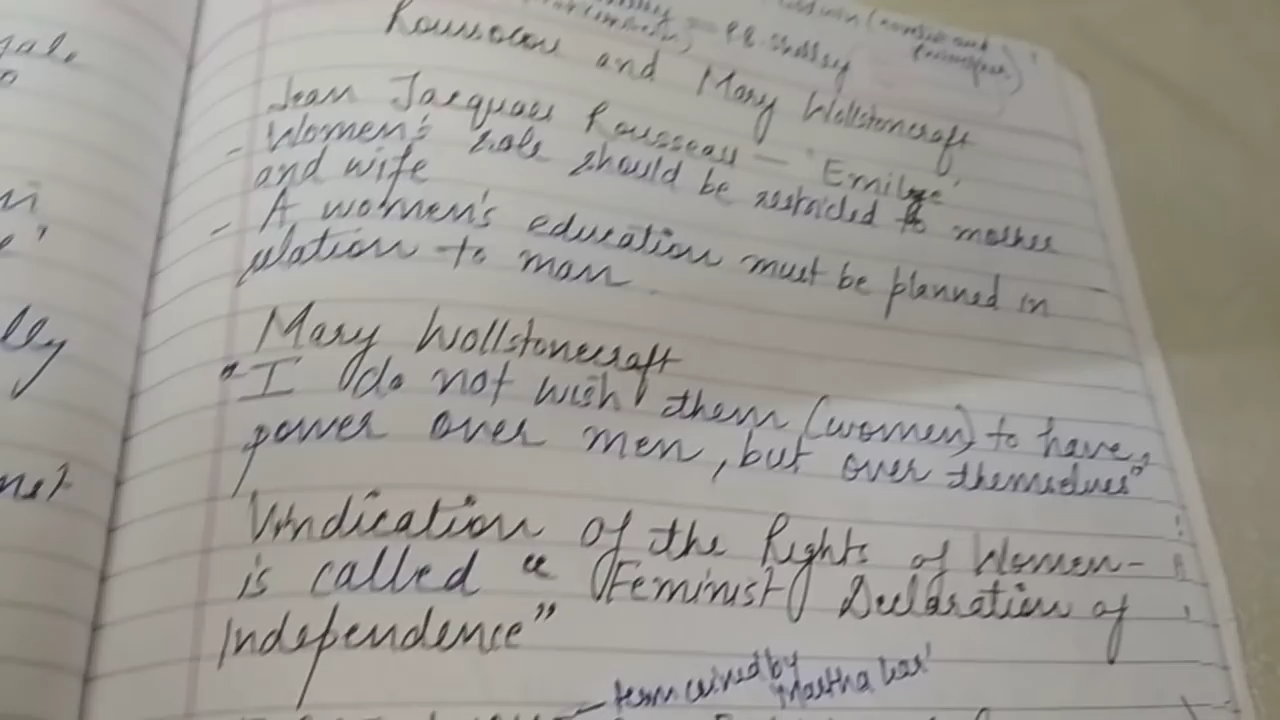 P.B. Shelley
Rousseau and Mary Wollstonecraft
Jean Jacques Rousseau — 'Emile'
- Women's role should be restricted to mother
and wife
- A women's education must be planned in
relation to man.
Mary Wollstonecraft
"I do not wish them (women) to have
power over men, but over themselves"
Vindication of the Rights of Women -
is called "Feminist Declaration of
Independence"
term coined by
Martha